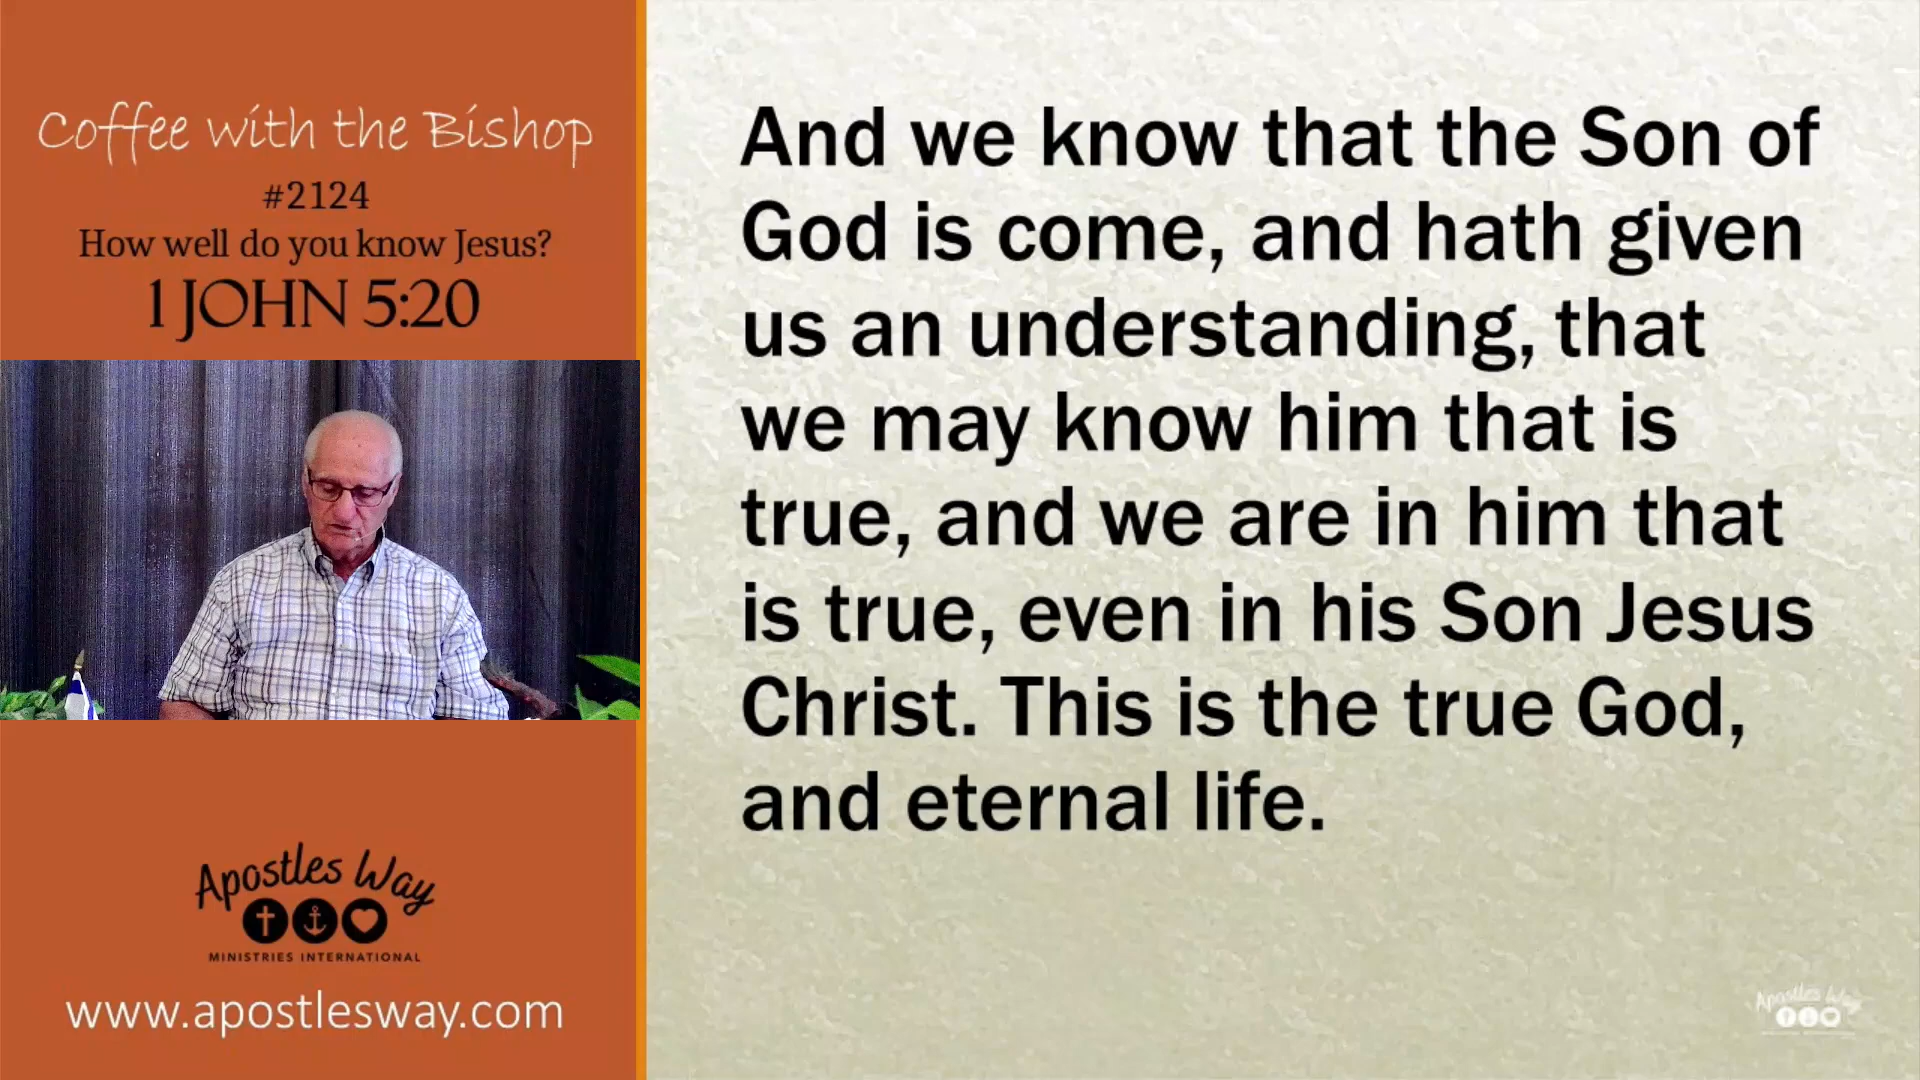 Coffee with the Bishop
#2124
How well do you know Jesus?
1 JOHN 5:20
Apostles Way
MINISTRIES INTERNATIONAL
www.apostlesway.com
And we know that the Son of
God is come, and hath given
us an understanding, that
we may know him that is
true, and we are in him that
is true, even in his Son Jesus
Christ. This is the true God,
and eternal life.
Apostles Way